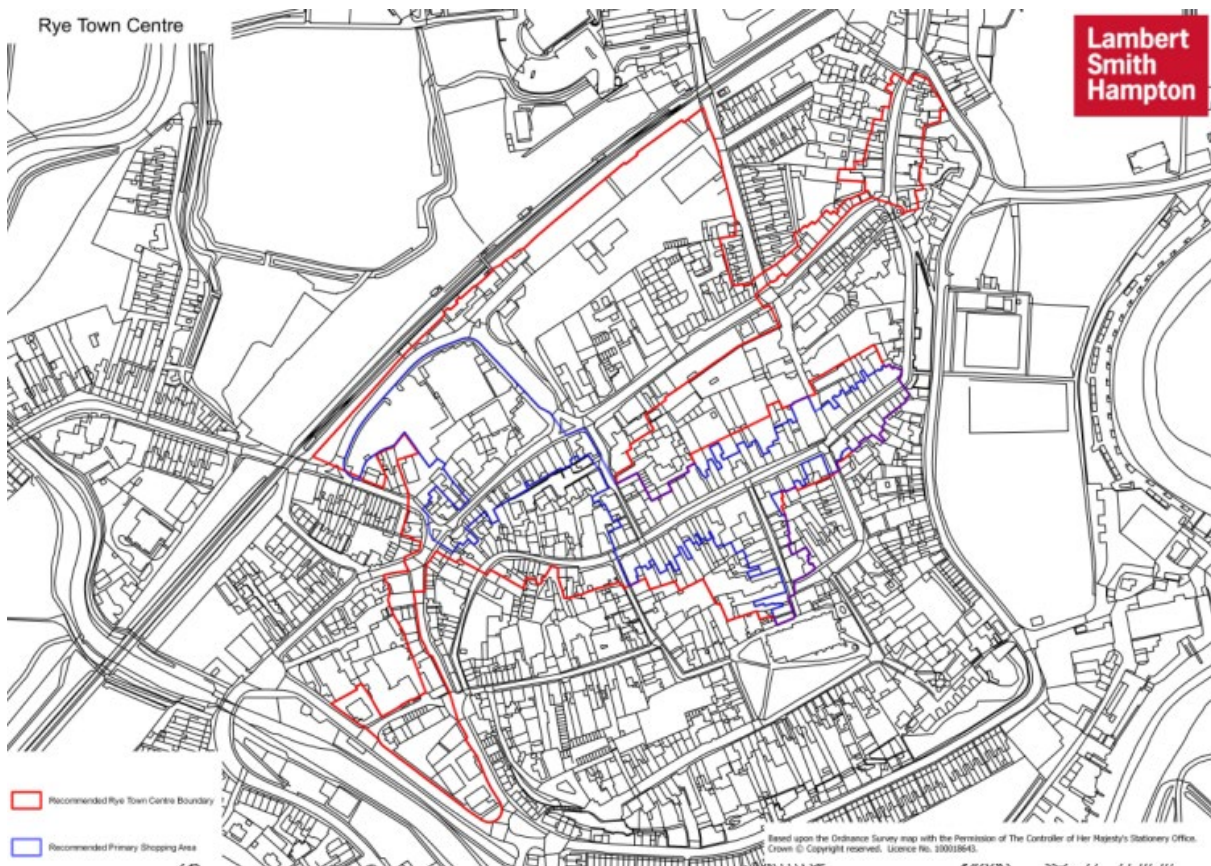 Rye Town Centre
Lambert
Smith
Hampton
Recommended Rye Town Centre Boundary
Recommended Primary Shopping Area
Based upon the Ordnance Survey map with the Permission of The Controller of Her Majesty's Stationery Office.
Crown © Copyright reserved. Licence No. 100018643.